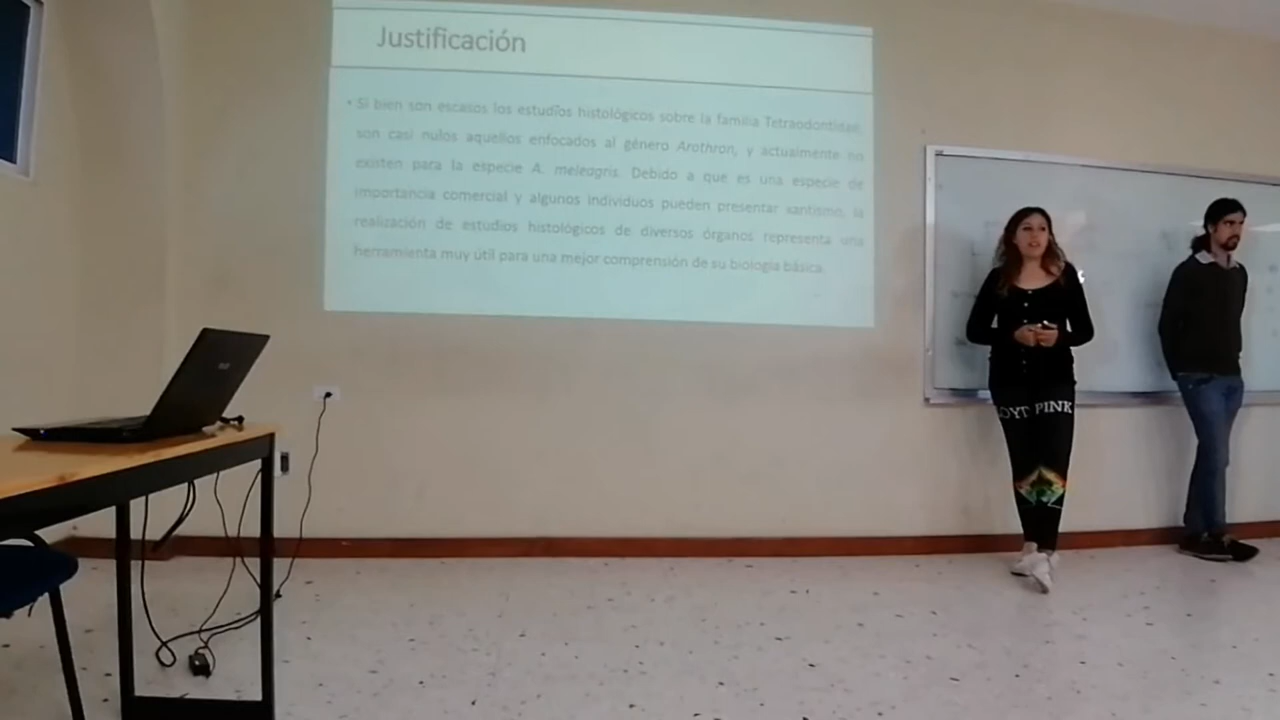 Justificación
• Si bien son escasos los estudios histológicos sobre la familia Tetraodontidae,
son casi nulos aquellos enfocados al género Arothron, y actualmente no
existen para la especie A. meleagris. Debido a que es una especie de
importancia comercial y algunos individuos pueden presentar xantismo, la
realización de estudios histológicos de diversos órganos representa una
herramienta muy útil para una mejor comprensión de su biología básica.
OYT PINK